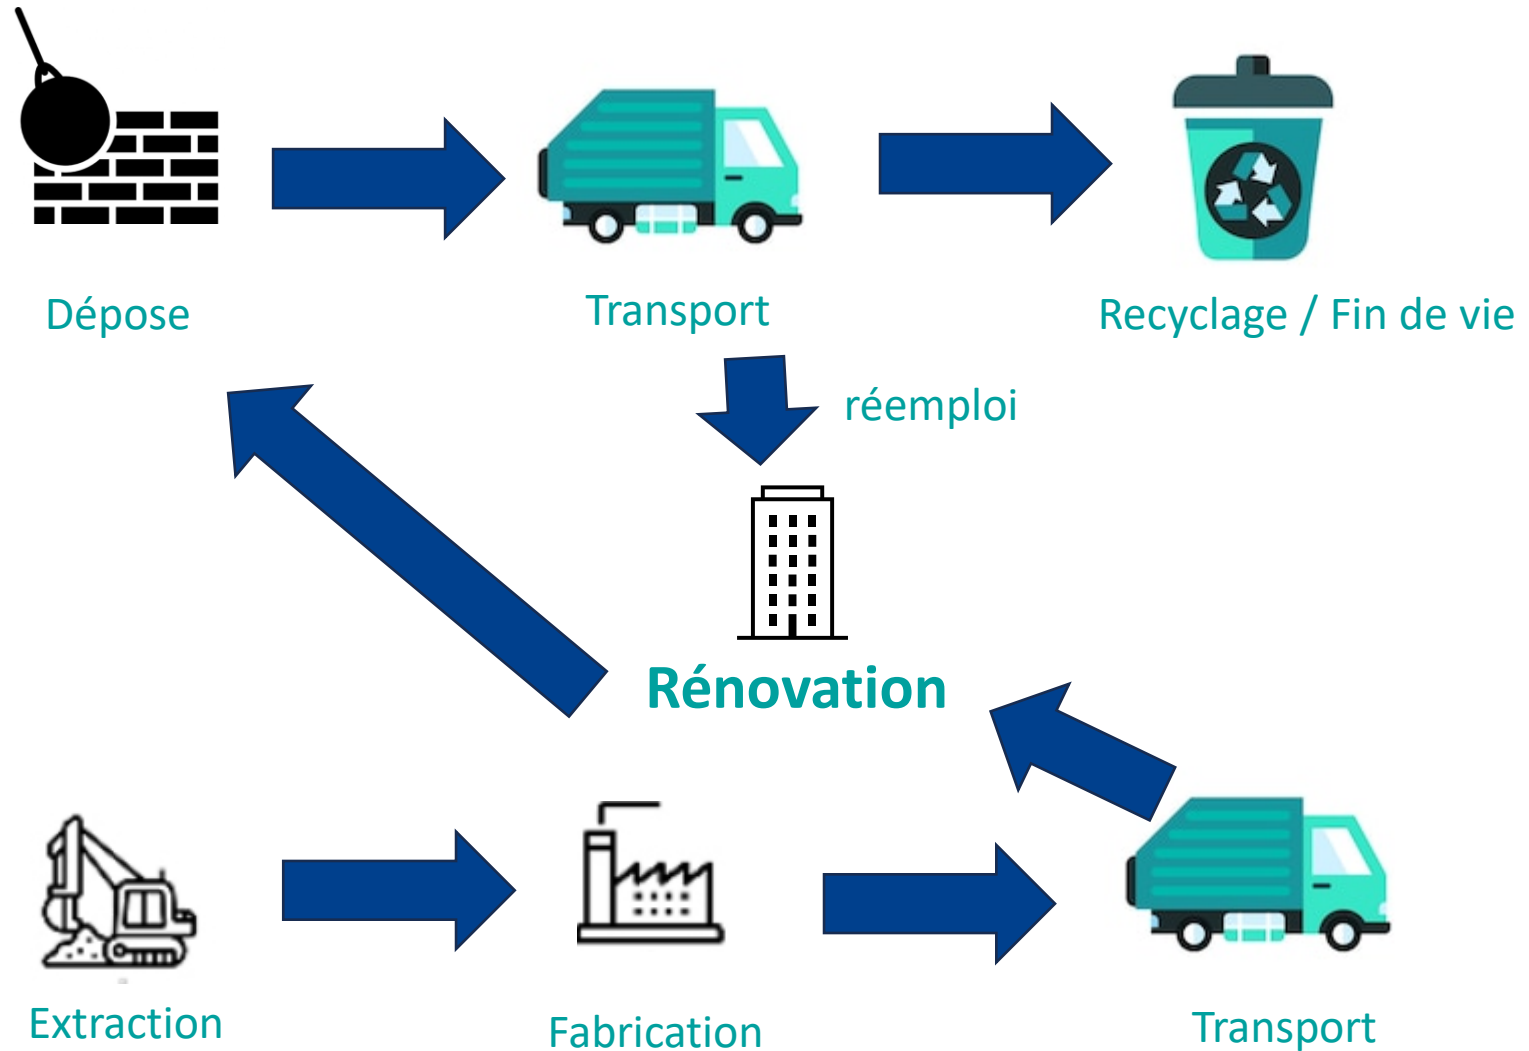 Dépose
Transport
Recyclage / Fin de vie
réemploi
Rénovation
Extraction
Fabrication
Transport